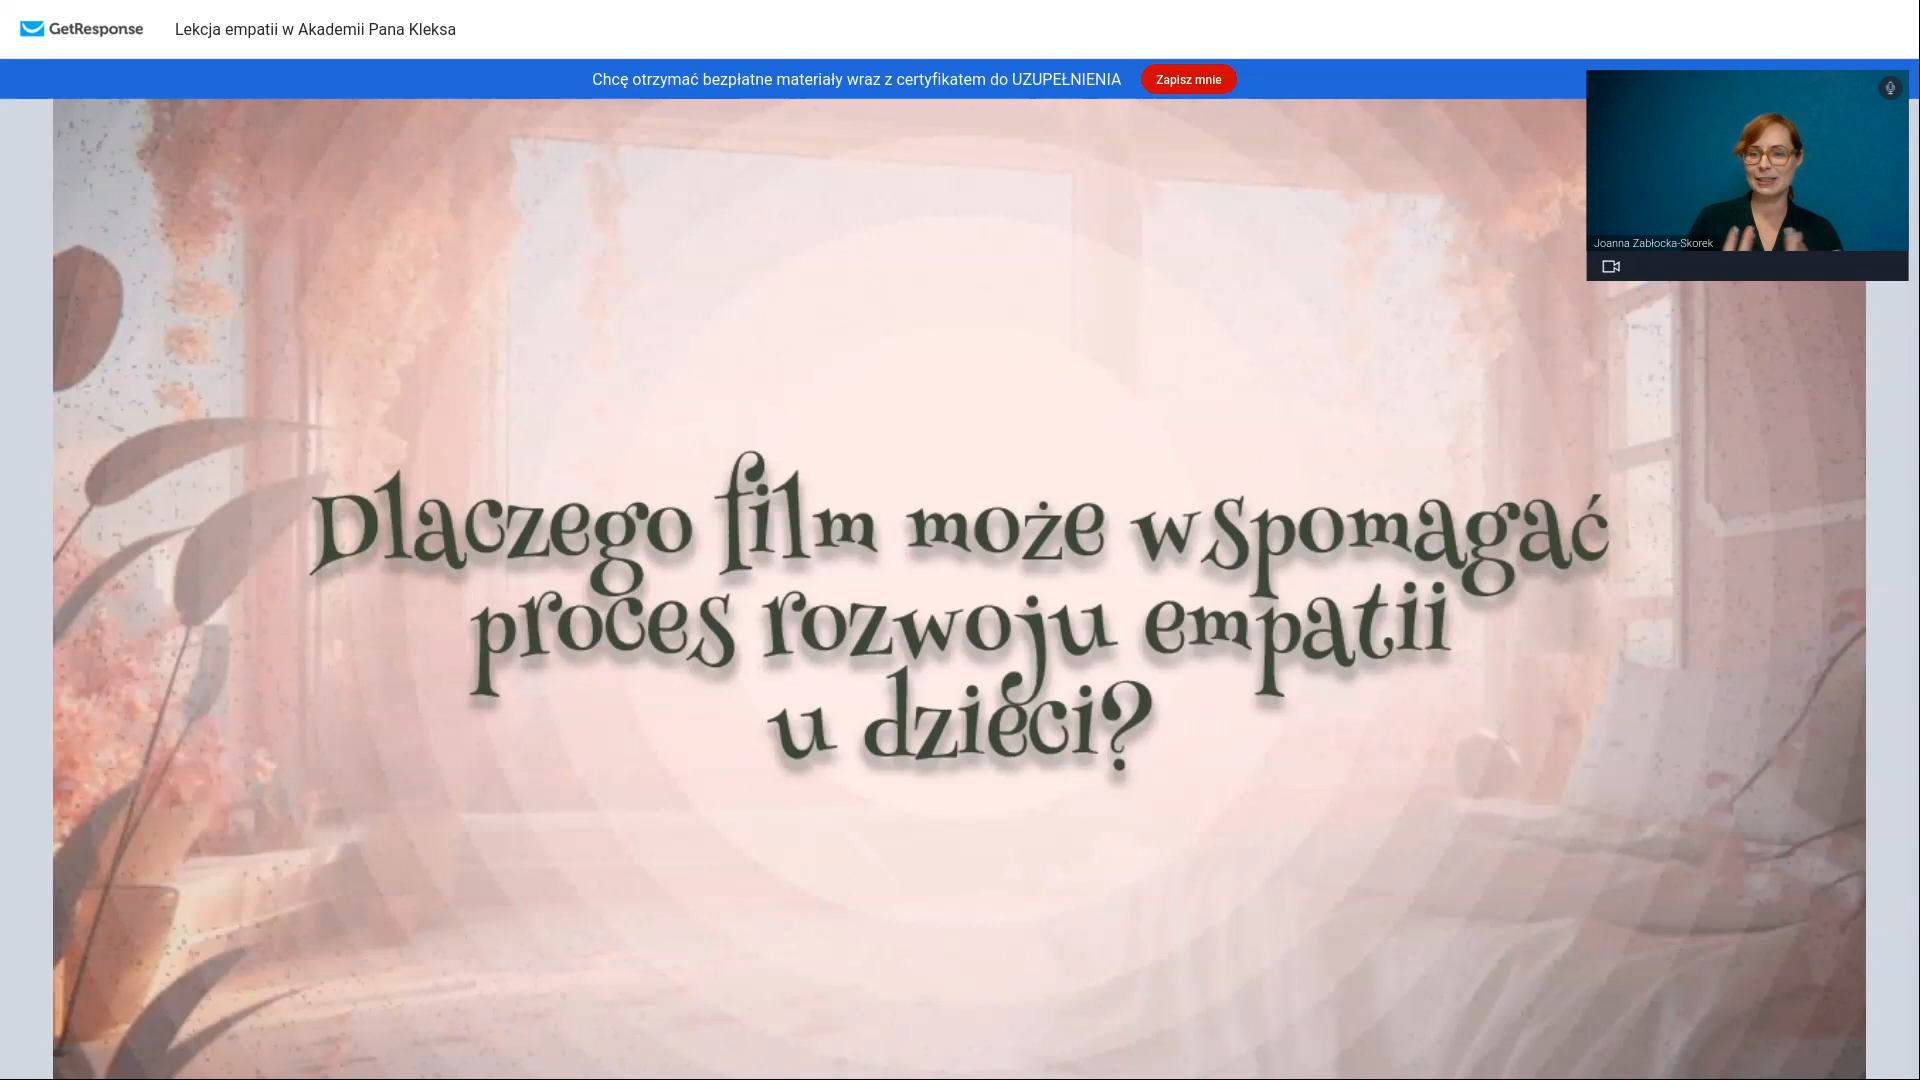 GetResponse
Lekcja empatii w Akademii Pana Kleksa
Chcę otrzymać bezpłatne materiały wraz z certyfikatem do UZUPEŁNIENIA
Zapisz mnie
Joanna Zabłocka-Skorek
Dlaczego film może wspomagać
proces rozwoju empatii
u dzieci?